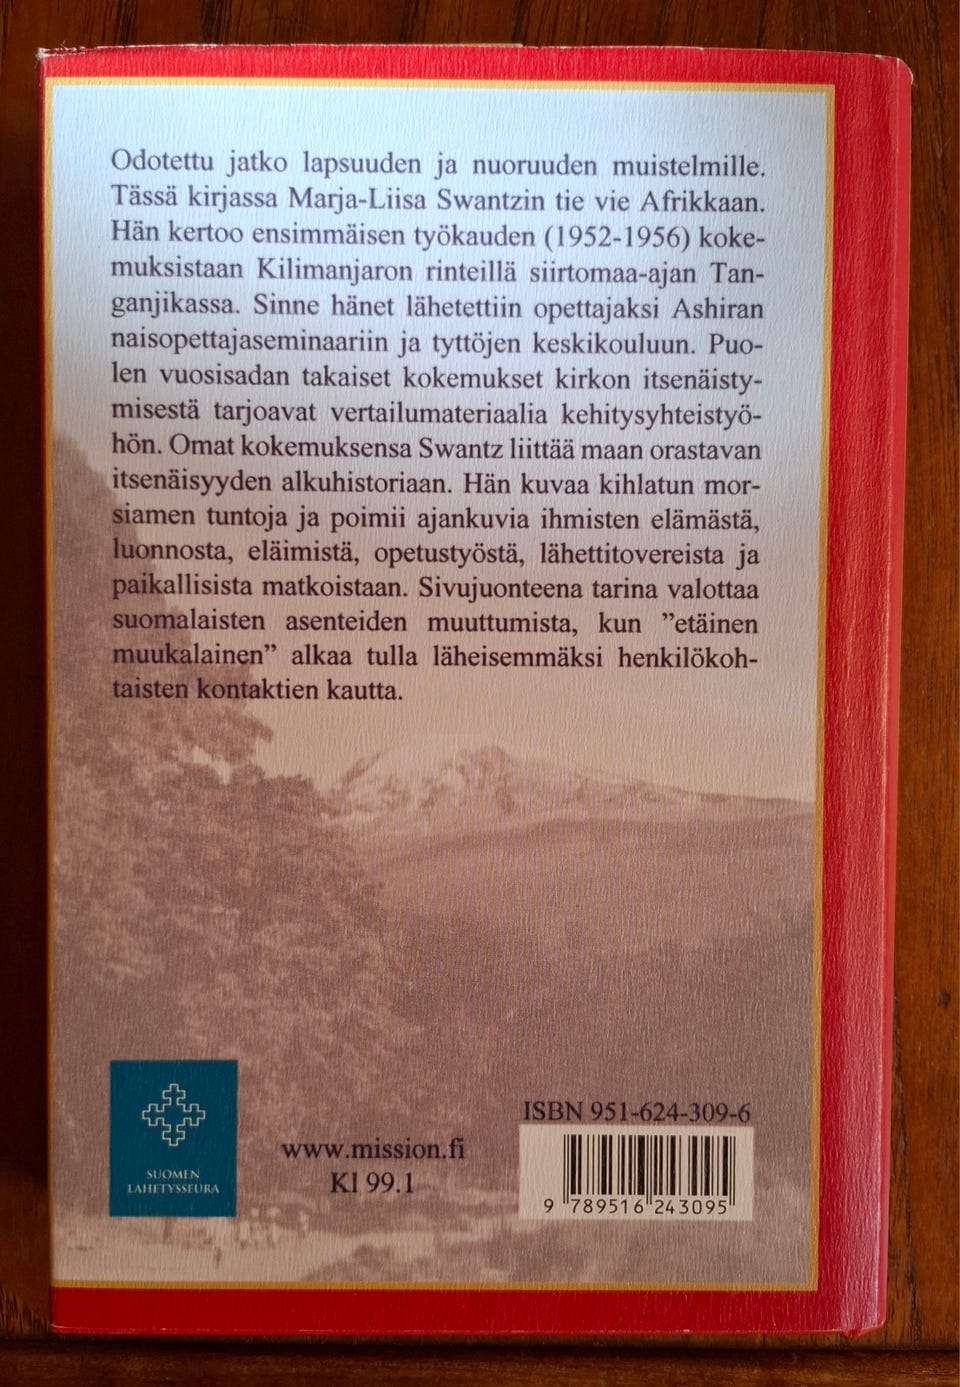 Odotettu jatko lapsuuden ja nuoruuden muistelmille.
Tässä kirjassa Marja-Liisa Swantzin tie vie Afrikkaan.
Hän kertoo ensimmäisen työkauden (1952-1956) koke-
muksistaan Kilimanjaron rinteillä siirtomaa-ajan Tan-
ganjikassa. Sinne hänet lähetettiin opettajaksi Ashiran
naisopettajaseminaariin ja tyttöjen keskikouluun. Puo-
len vuosisadan takaiset kokemukset kirkon itsenäisty-
misestä tarjoavat vertailumateriaalia kehitysyhteistyö-
hön. Omat kokemuksensa Swantz liittää maan orastavan
itsenäisyyden alkuhistoriaan. Hän kuvaa kihlatun mor-
siamen tuntoja ja poimii ajankuvia ihmisten elämästä,
luonnosta, eläimistä, opetustyöstä, lähettitovereista ja
paikallisista matkoistaan. Sivujuonteena tarina valottaa
suomalaisten asenteiden muuttumista, kun ”etäinen
muukalainen” alkaa tulla läheisemmäksi henkilökoh-
taisten kontaktien kautta.
SUOMEN
LÄHETYSSEURA
www.mission.fi
Kl 99.1
ISBN 951-624-309-6
9 789516 243095